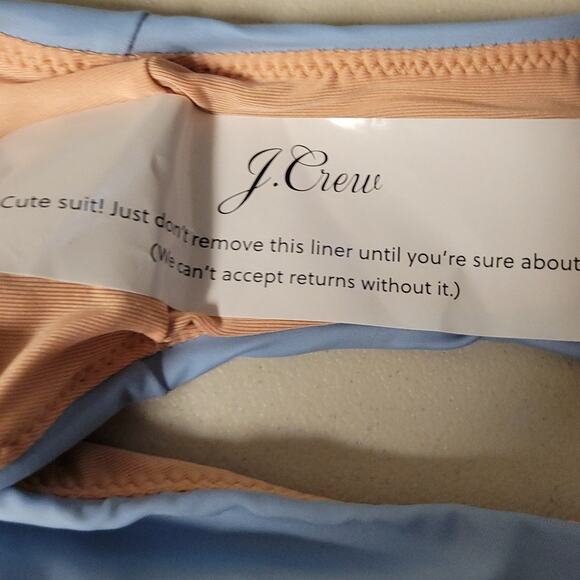 J.Crew
Cute suit! Just don't remove this liner until you're sure about
(We can't accept returns without it.)